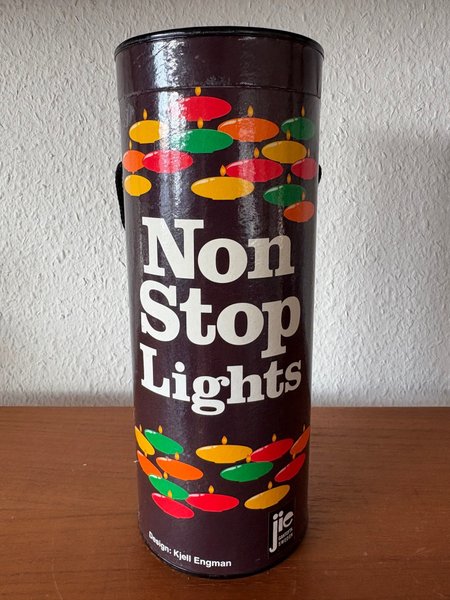 Non
Stop
Lights
Design: Kjell Engman
jie